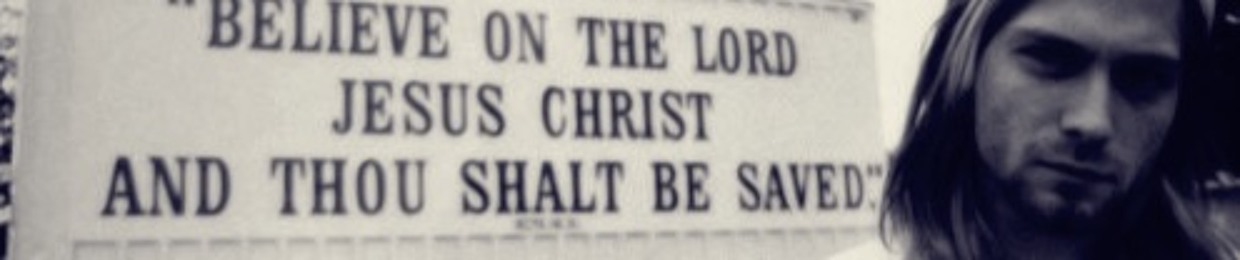 "BELIEVE ON THE LORD
JESUS CHRIST
AND THOU SHALT BE SAVED"